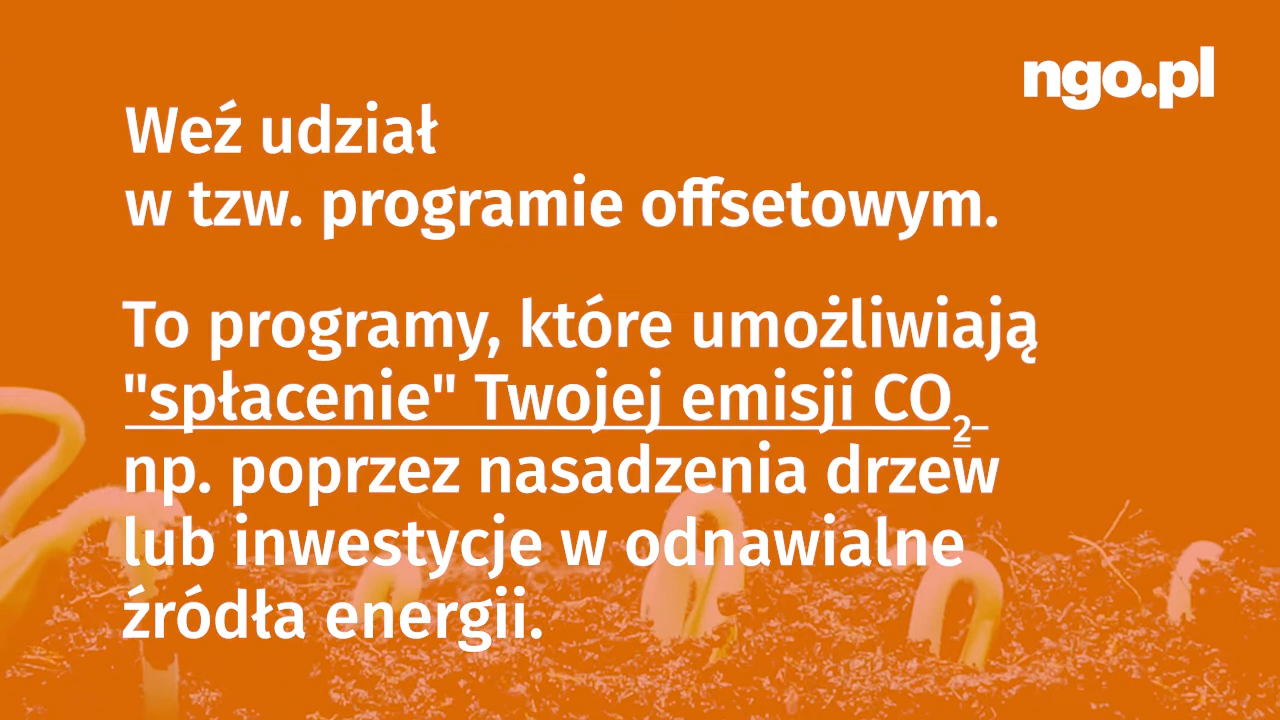 ngo.pl
Weź udział
w tzw. programie offsetowym.
To programy, które umożliwiają
"spłacenie" Twojej emisji CO₂
np. poprzez nasadzenia drzew
lub inwestycje w odnawialne
źródła energii.